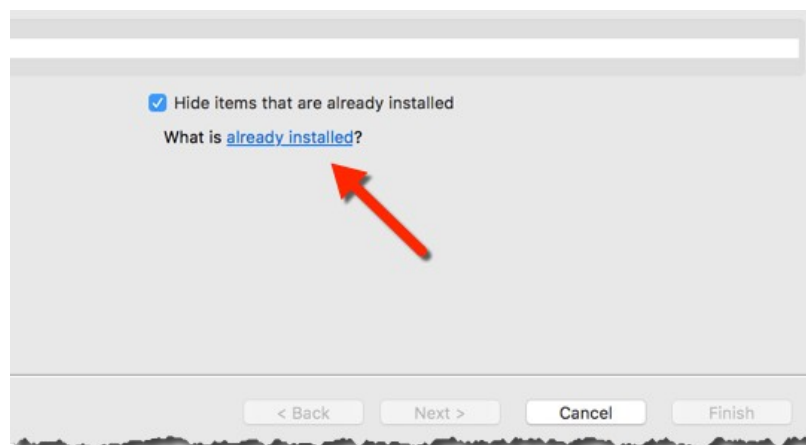 Hide items that are already installed
What is already installed?
< Back Next > Cancel Finish